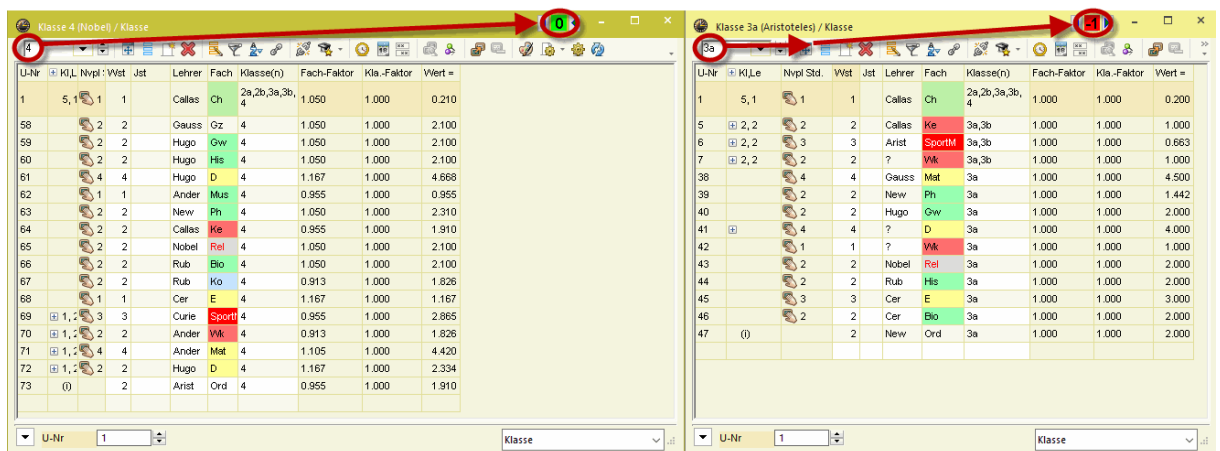 Klasse 4 (Nobel) / Klasse
0
4
U-Nr Kl,L Nvpl Wst Jst Lehrer Fach Klasse(n) Fach-Faktor Kla.-Faktor Wert =
1 5, 1 1 1 Callas Ch 2a,2b,3a,3b, 4 1.050 1.000 0.210
58 2 2 Gauss Gz 4 1.050 1.000 2.100
59 2 2 Hugo Gw 4 1.050 1.000 2.100
60 2 2 Hugo His 4 1.050 1.000 2.100
61 4 4 Hugo D 4 1.167 1.000 4.668
62 1 1 Ander Mus 4 0.955 1.000 0.955
63 2 2 New Ph 4 1.050 1.000 2.310
64 2 2 Callas Ke 4 0.955 1.000 1.910
65 2 2 Nobel Rel 4 1.050 1.000 2.100
66 2 2 Rub Bio 4 1.050 1.000 2.100
67 2 2 Rub Ko 4 0.913 1.000 1.826
68 1 1 Cer E 4 1.167 1.000 1.167
69 1, 2 3 3 Curie Sport 4 0.955 1.000 2.865
70 1, 2 2 2 Ander Wk 4 0.913 1.000 1.826
71 1, 2 4 4 Ander Mat 4 1.105 1.000 4.420
72 1, 2 2 2 Hugo D 4 1.167 1.000 2.334
73 (i) 2 Arist Ord 4 0.955 1.000 1.910
U-Nr 1 Klasse
Klasse 3a (Aristoteles) / Klasse
-1
3a
U-Nr Kl,Le Nvpl Std. Wst Jst Lehrer Fach Klasse(n) Fach-Faktor Kla.-Faktor Wert =
1 5, 1 1 1 Callas Ch 2a,2b,3a,3b, 4 1.000 1.000 0.200
5 2, 2 2 2 Callas Ke 3a,3b 1.000 1.000 1.000
6 2, 2 3 3 Arist SportM 3a,3b 1.000 1.000 0.663
7 2, 2 2 2 ? Wk 3a,3b 1.000 1.000 1.000
38 4 4 Gauss Mat 3a 1.000 1.000 4.500
39 2 2 New Ph 3a 1.000 1.000 1.442
40 2 2 Hugo Gw 3a 1.000 1.000 2.000
41 4 4 ? D 3a 1.000 1.000 4.000
42 1 1 ? Wk 3a 1.000 1.000 1.000
43 2 2 Nobel Rel 3a 1.000 1.000 2.000
44 2 2 Rub His 3a 1.000 1.000 2.000
45 3 3 Cer E 3a 1.000 1.000 3.000
46 2 2 Cer Bio 3a 1.000 1.000 2.000
47 (i) 2 New Ord 3a 1.000 1.000 2.000
U-Nr 1 Klasse